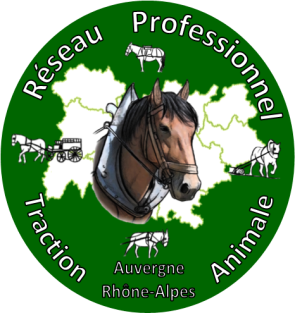 Réseau Professionnel
Traction Animale
Auvergne
Rhône-Alpes